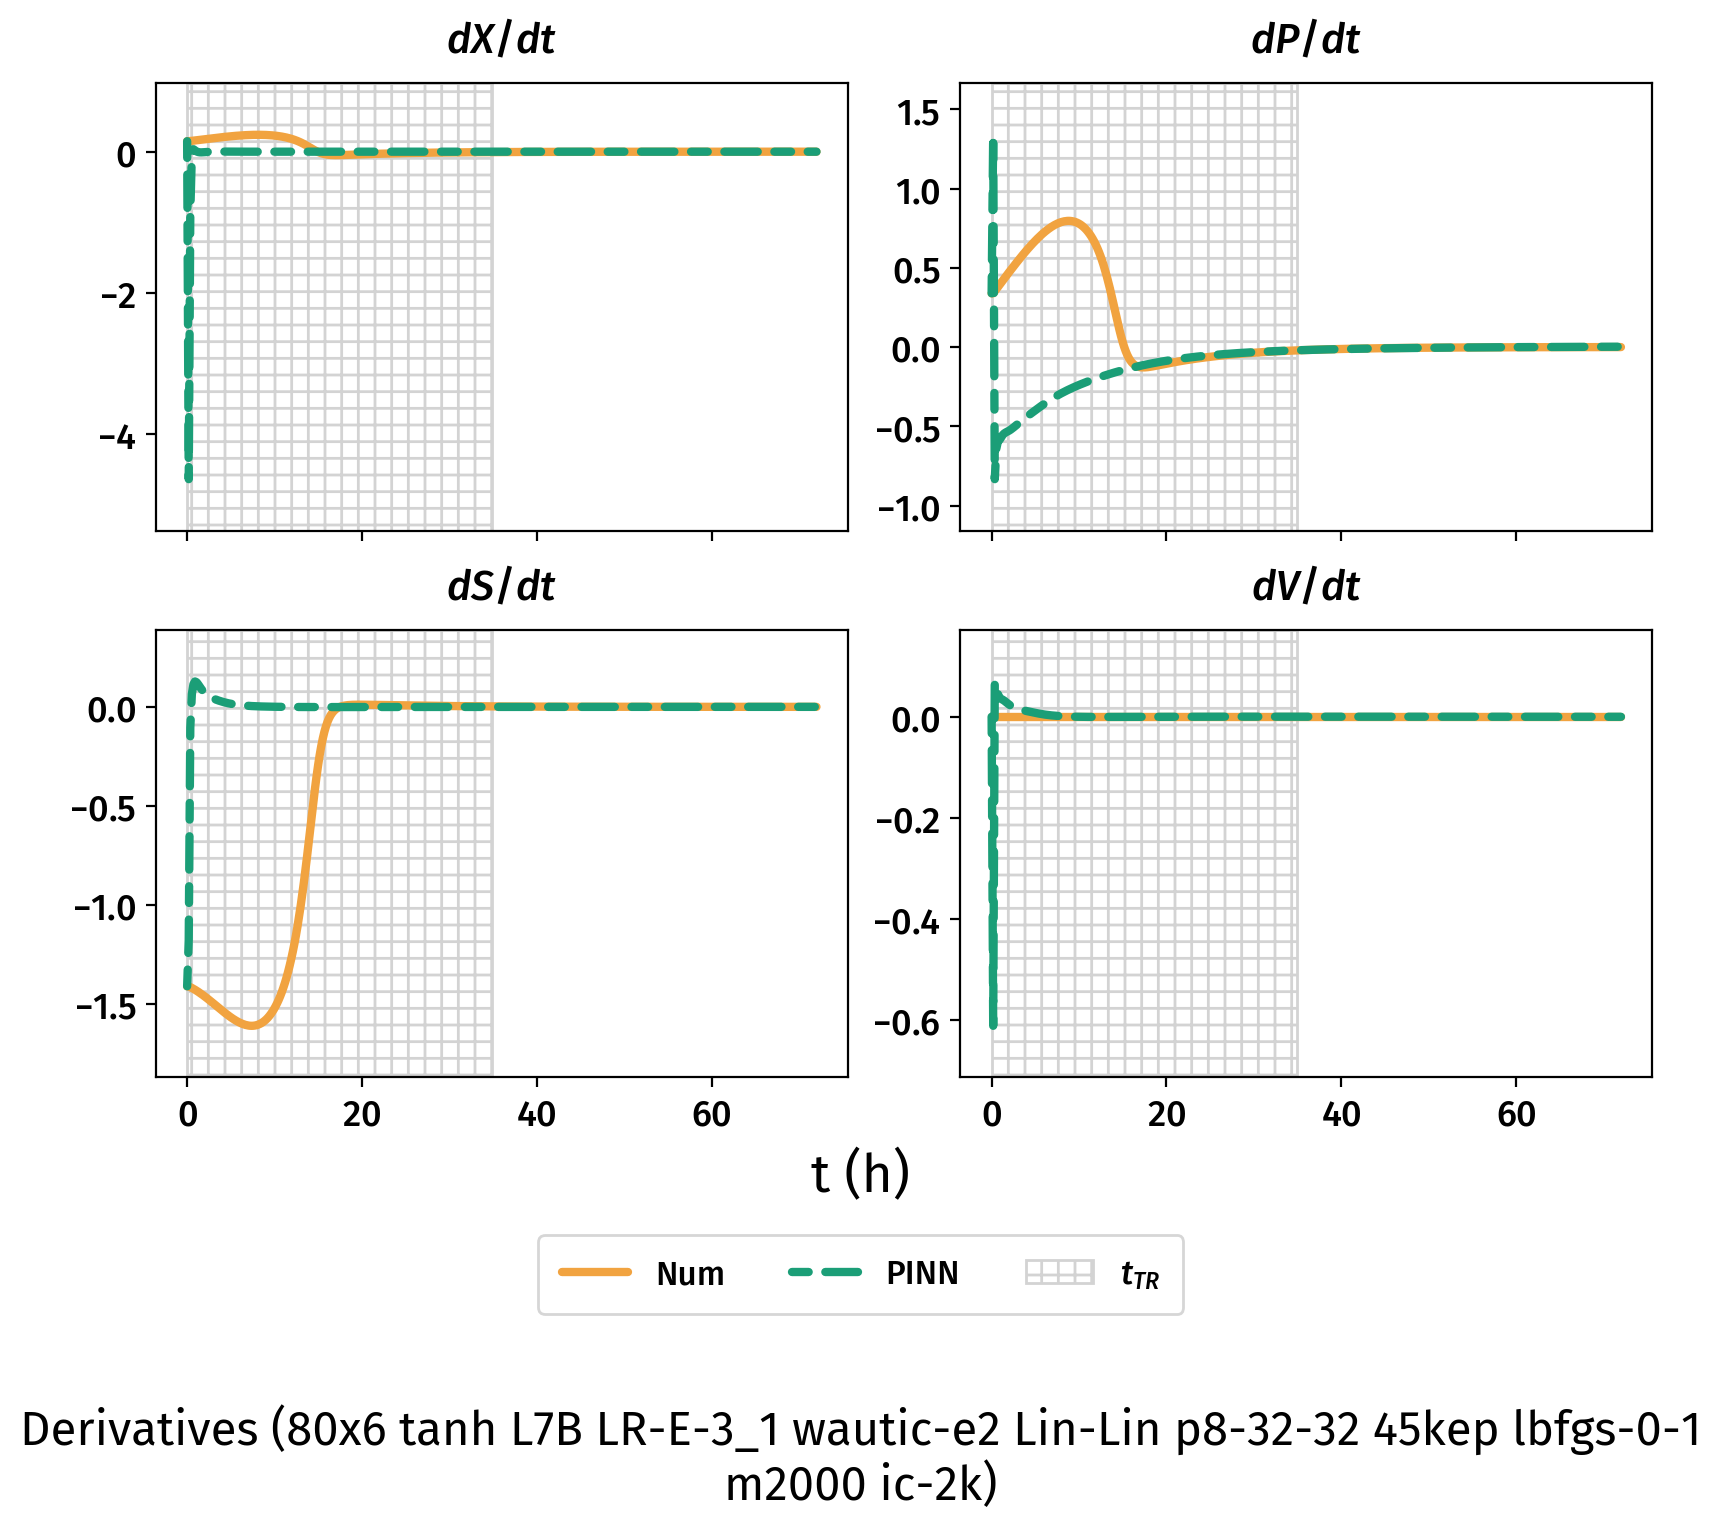 dX/dt
dP/dt
0
−2
−4
1.5
1.0
0.5
0.0
−0.5
−1.0
dS/dt
dV/dt
0.0
−0.5
−1.0
−1.5
0.0
−0.2
−0.4
−0.6
0 20 40 60
0 20 40 60
t (h)
Num PINN t_TR
Derivatives (80x6 tanh L7B LR-E-3_1 wautic-e2 Lin-Lin p8-32-32 45kep lbfgs-0-1
m2000 ic-2k)